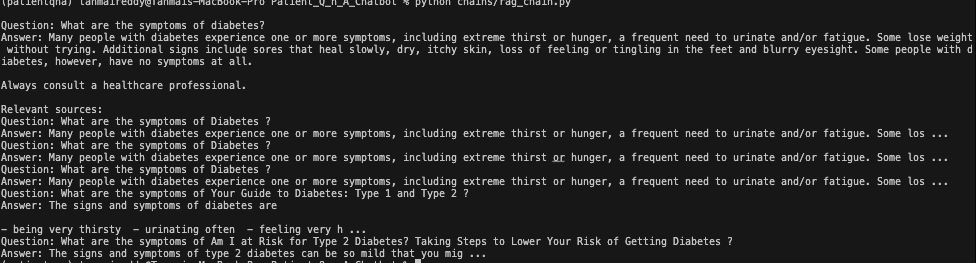 (patientqna) tanmaireddy@Tanmais-MacBook-Pro Patient_Q_n_A_Chatbot % python chains/rag_chain.py
Question: What are the symptoms of diabetes?
Answer: Many people with diabetes experience one or more symptoms, including extreme thirst or hunger, a frequent need to urinate and/or fatigue. Some lose weight
without trying. Additional signs include sores that heal slowly, dry, itchy skin, loss of feeling or tingling in the feet and blurry eyesight. Some people with d
iabetes, however, have no symptoms at all.
Always consult a healthcare professional.
Relevant sources:
Question: What are the symptoms of Diabetes ?
Answer: Many people with diabetes experience one or more symptoms, including extreme thirst or hunger, a frequent need to urinate and/or fatigue. Some los ...
Question: What are the symptoms of Diabetes ?
Answer: Many people with diabetes experience one or more symptoms, including extreme thirst or hunger, a frequent need to urinate and/or fatigue. Some los ...
Question: What are the symptoms of Diabetes ?
Answer: Many people with diabetes experience one or more symptoms, including extreme thirst or hunger, a frequent need to urinate and/or fatigue. Some los ...
Question: What are the symptoms of Your Guide to Diabetes: Type 1 and Type 2 ?
Answer: The signs and symptoms of diabetes are
- being very thirsty  - urinating often  - feeling very h ...
Question: What are the symptoms of Am I at Risk for Type 2 Diabetes? Taking Steps to Lower Your Risk of Getting Diabetes ?
Answer: The signs and symptoms of type 2 diabetes can be so mild that you mig ...